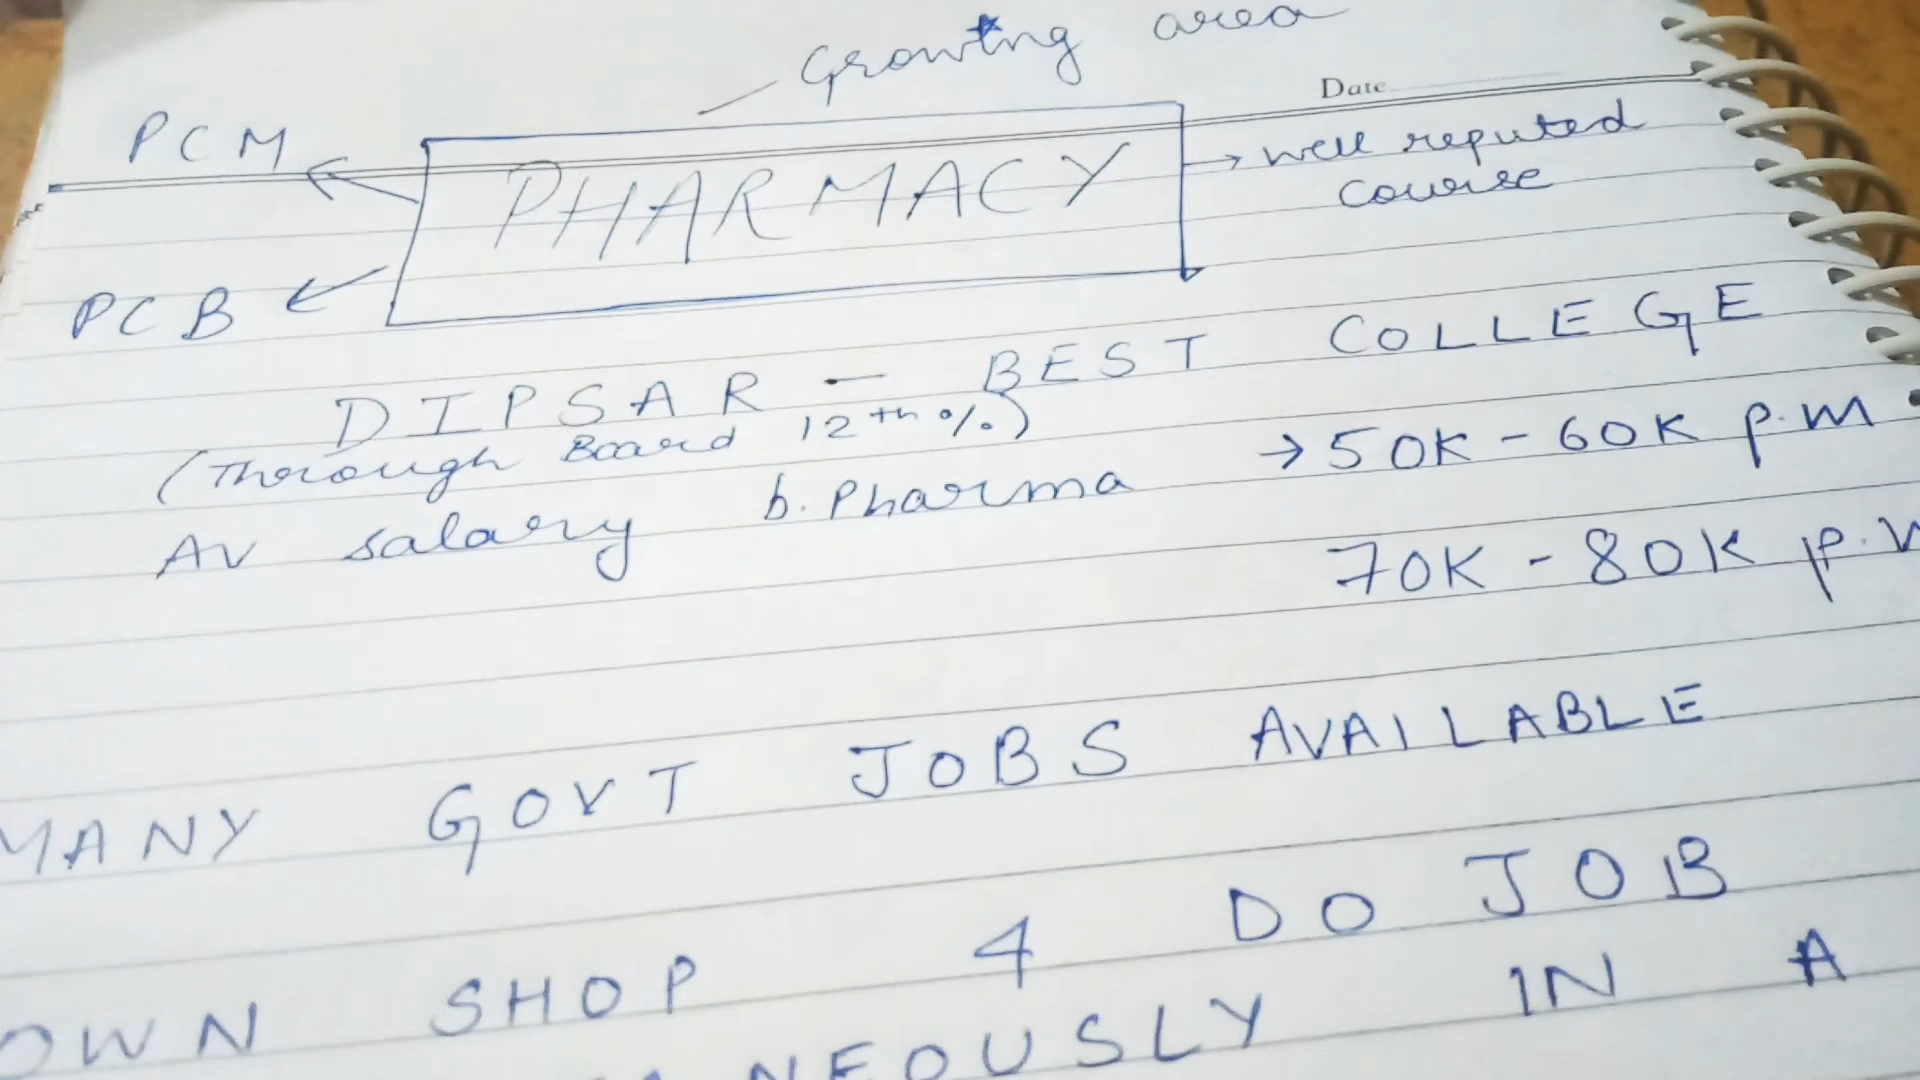 Growing area
Date
PCM
PHARMACY
→ well reputed
course
PCB
DIPSAR - BEST COLLEGE
(Through Board 12th %)
Av salary b. Pharma → 50K - 60K p.m
70K - 80K p.
MANY GOVT JOBS AVAILABLE
OWN SHOP 4 DO JOB
NEOUSLY IN A